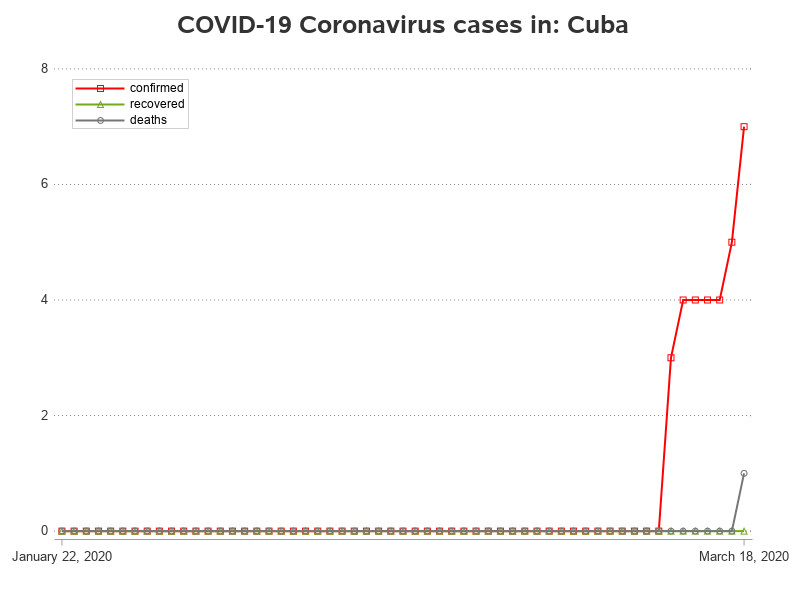 COVID-19 Coronavirus cases in: Cuba
8
confirmed
recovered
deaths
6
4
2
0
January 22, 2020
March 18, 2020